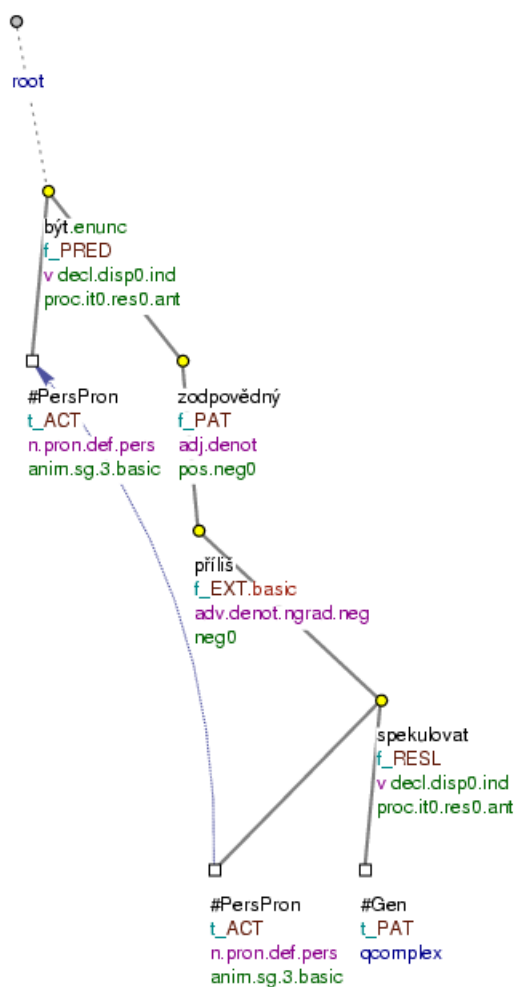 root
být.enunc
f_PRED
v decl.disp0.ind
proc.it0.res0.ant
#PersPron
t_ACT
n.pron.def.pers
anim.sg.3.basic
zodpovědný
f_PAT
adj.denot
pos.neg0
příliš
f_EXT.basic
adv.denot.ngrad.neg
neg0
spekulovat
f_RESL
v decl.disp0.ind
proc.it0.res0.ant
#PersPron
t_ACT
n.pron.def.pers
anim.sg.3.basic
#Gen
t_PAT
qcomplex